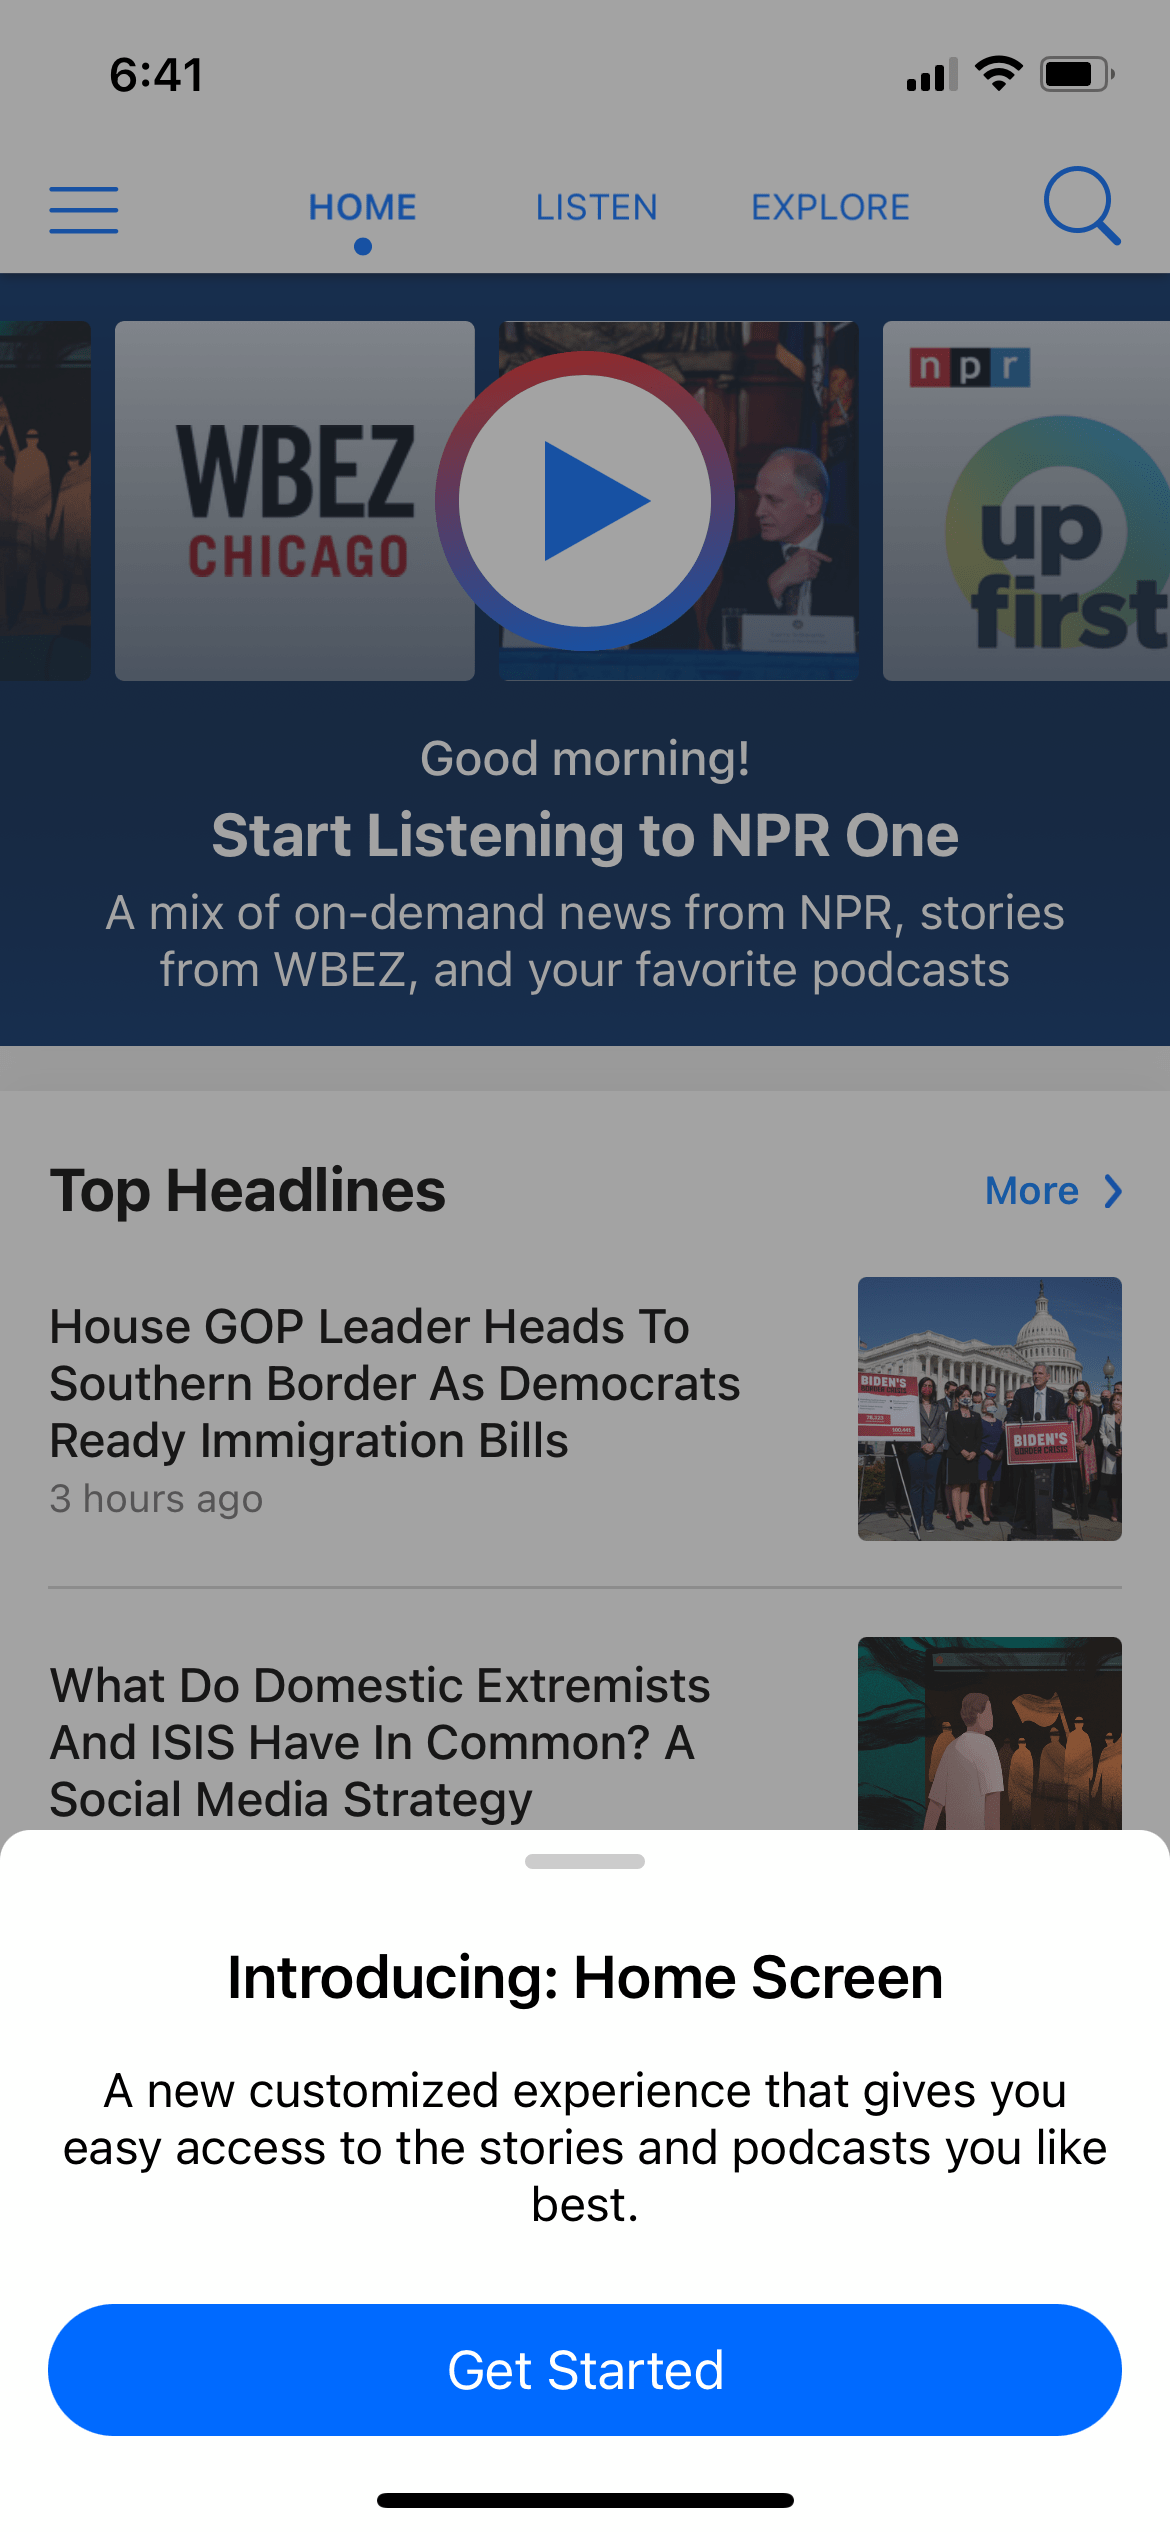 6:41
HOME
LISTEN
EXPLORE
WBEZ
CHICAGO
npr
up
first
Good morning!
Start Listening to NPR One
A mix of on-demand news from NPR, stories
from WBEZ, and your favorite podcasts
Top Headlines
More
House GOP Leader Heads To
Southern Border As Democrats
Ready Immigration Bills
3 hours ago
BIDEN'S
BORDER CRISIS
BIDEN'S
BORDER CRISIS
What Do Domestic Extremists
And ISIS Have In Common? A
Social Media Strategy
Introducing: Home Screen
A new customized experience that gives you
easy access to the stories and podcasts you like
best.
Get Started